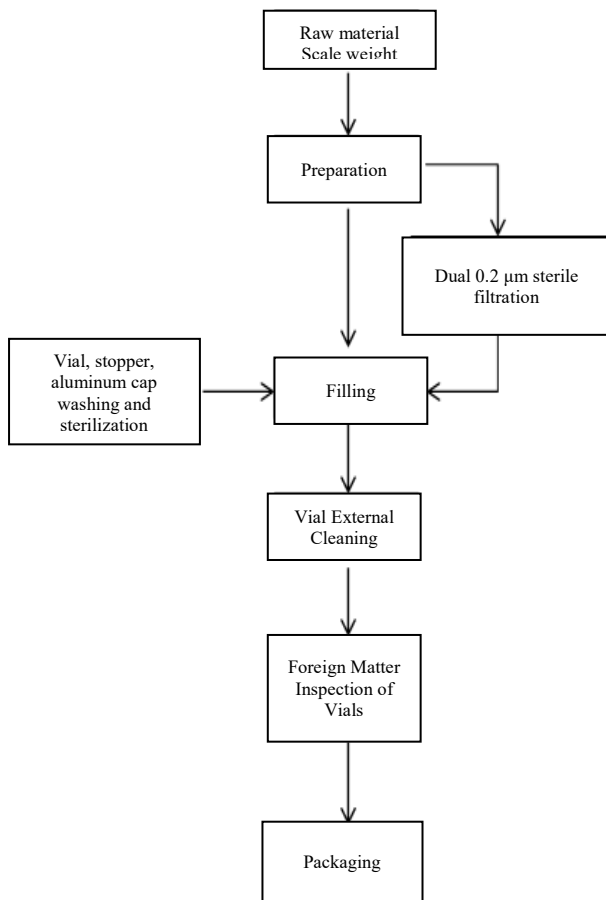 Raw material
Scale weight
Preparation
Dual 0.2 μm sterile
filtration
Vial, stopper,
aluminum cap
washing and
sterilization
Filling
Vial External
Cleaning
Foreign Matter
Inspection of
Vials
Packaging